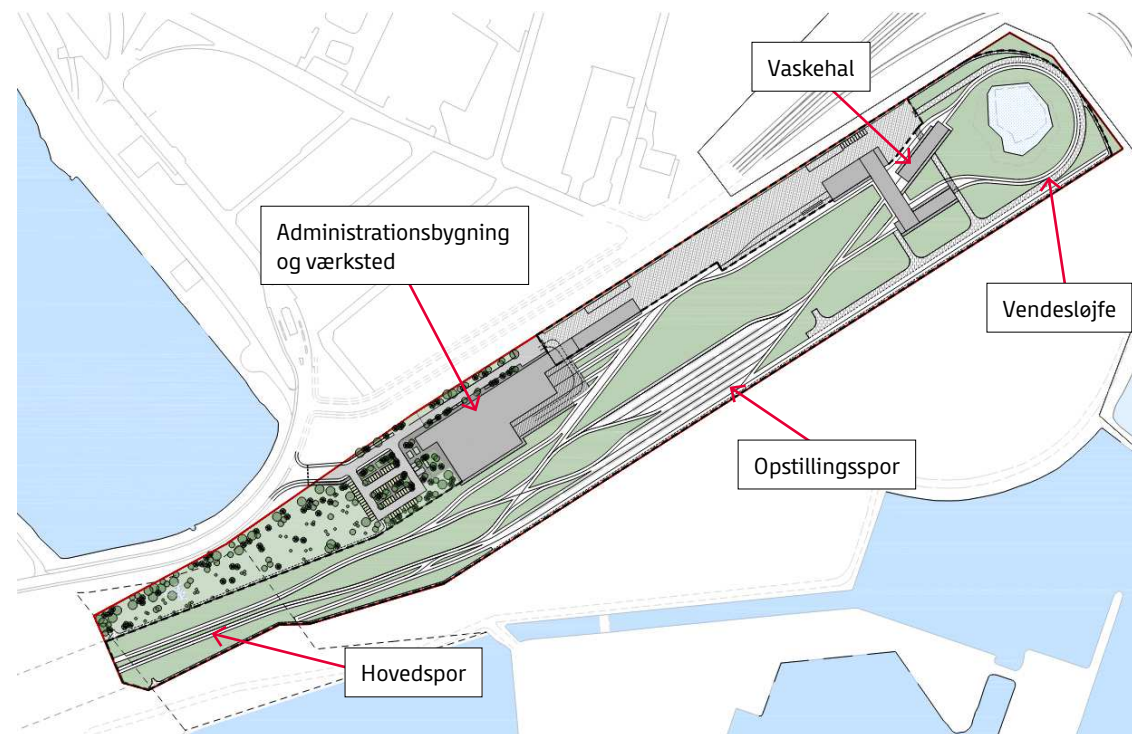 Vaskehal
Administrationsbygning
og værksted
Vendesløjfe
Opstillingsspor
Hovedspor